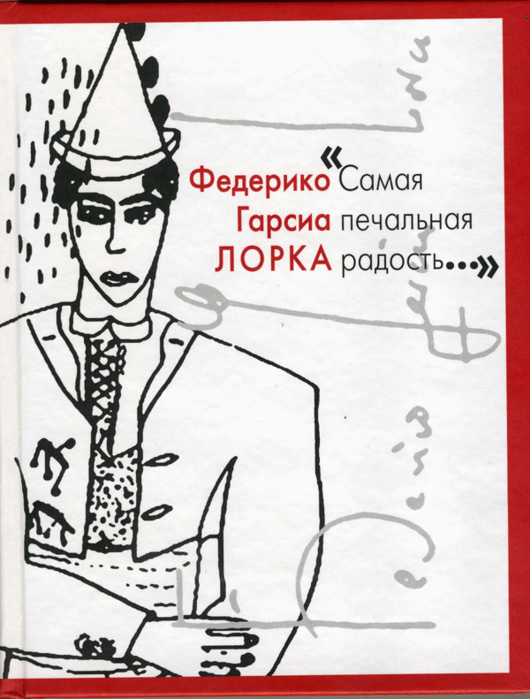 Федерико «Самая
Гарсиа печальная
ЛОРКА радость...»